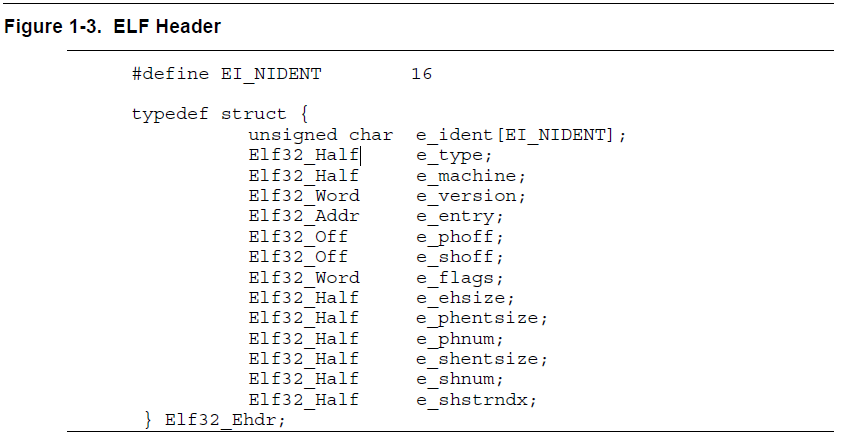 Figure 1-3. ELF Header
#define EI_NIDENT 16
typedef struct {
unsigned char e_ident[EI_NIDENT];
Elf32_Half e_type;
Elf32_Half e_machine;
Elf32_Word e_version;
Elf32_Addr e_entry;
Elf32_Off e_phoff;
Elf32_Off e_shoff;
Elf32_Word e_flags;
Elf32_Half e_ehsize;
Elf32_Half e_phentsize;
Elf32_Half e_phnum;
Elf32_Half e_shentsize;
Elf32_Half e_shnum;
Elf32_Half e_shstrndx;
} Elf32_Ehdr;